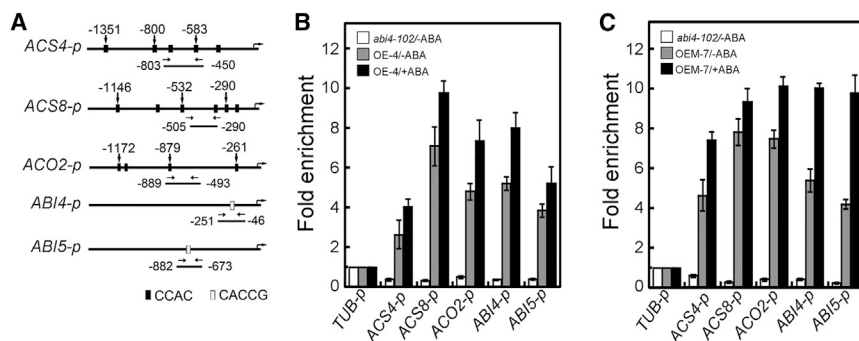 A
ACS4-p
-1351
-800
-583
-803
-450
ACS8-p
-1146
-532
-290
-505
-290
ACO2-p
-1172
-879
-261
-889
-493
ABI4-p
-251
-46
ABI5-p
-882
-673
CCAC
CACCG
B
Fold enrichment
12
10
8
6
4
2
0
abi4-102/-ABA
OE-4/-ABA
OE-4/+ABA
TUB-p
ACS4-p
ACS8-p
ACO2-p
ABI4-p
ABI5-p
C
Fold enrichment
12
10
8
6
4
2
0
abi4-102/-ABA
OEM-7/-ABA
OEM-7/+ABA
TUB-p
ACS4-p
ACS8-p
ACO2-p
ABI4-p
ABI5-p